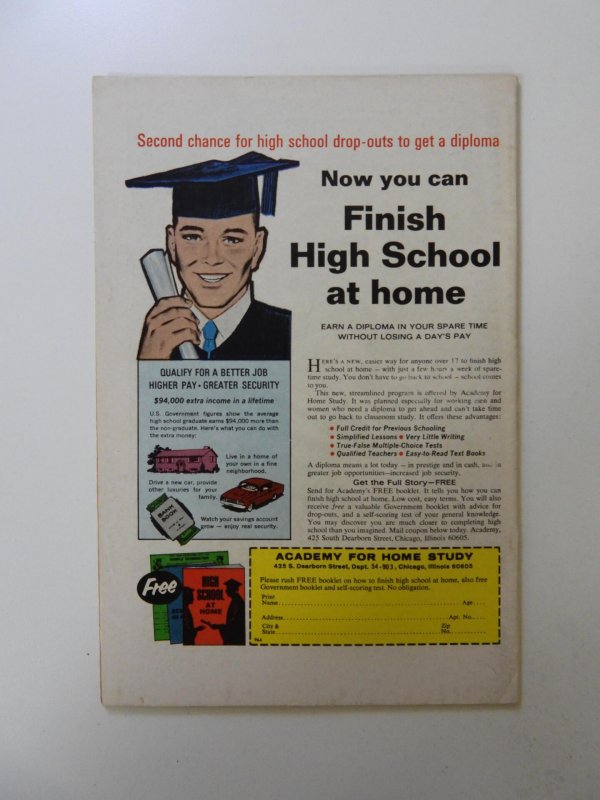 Second chance for high school drop-outs to get a diploma
Now you can
Finish
High School
at home
EARN A DIPLOMA IN YOUR SPARE TIME
WITHOUT LOSING A DAY'S PAY
HERE'S A NEW, easier way for anyone over 17 to finish high
school at home – with just a few hours a week of spare-
time study. You don't have to go back to school – school comes
to you.
This new, streamlined program is offered by Academy for
Home Study. It was planned especially for working men and
women who need a diploma to get ahead and can't take time
out to go back to classroom study. It offers these advantages:
• Full Credit for Previous Schooling
• Simplified Lessons • Very Little Writing
• True-False Multiple-Choice Tests
• Qualified Teachers • Easy-to-Read Text Books
A diploma means a lot today – in prestige and in cash, in
greater job opportunities–increased job security.
Get the Full Story–FREE
Send for Academy's FREE booklet. It tells you how you can
finish high school at home. Low cost, easy terms. You will also
receive free a valuable Government booklet with advice for
drop-outs, and a self-scoring test of your general knowledge.
You may discover you are much closer to completing high
school than you imagined. Mail coupon below today. Academy,
425 South Dearborn Street, Chicago, Illinois 60605.
QUALIFY FOR A BETTER JOB
HIGHER PAY • GREATER SECURITY
$94,000 extra income in a lifetime
U.S. Government figures show the average
high school graduate earns $94,000 more than
the non-graduate. Here's what you can do with
the extra money:
Live in a home of
your own in a fine
neighborhood.
Drive a new car, provide
other luxuries for your
family.
BANK
BOOK
Watch your savings account
grow – enjoy real security.
Free
HIGH
SCHOOL
AT
HOME
ACADEMY FOR HOME STUDY
425 S. Dearborn Street, Dept. 34-903, Chicago, Illinois 60605
Please rush FREE booklet on how to finish high school at home, also free
Government booklet and self-scoring test. No obligation.
Print
Name Age
Address Apt. No.
City & Zip
State No.